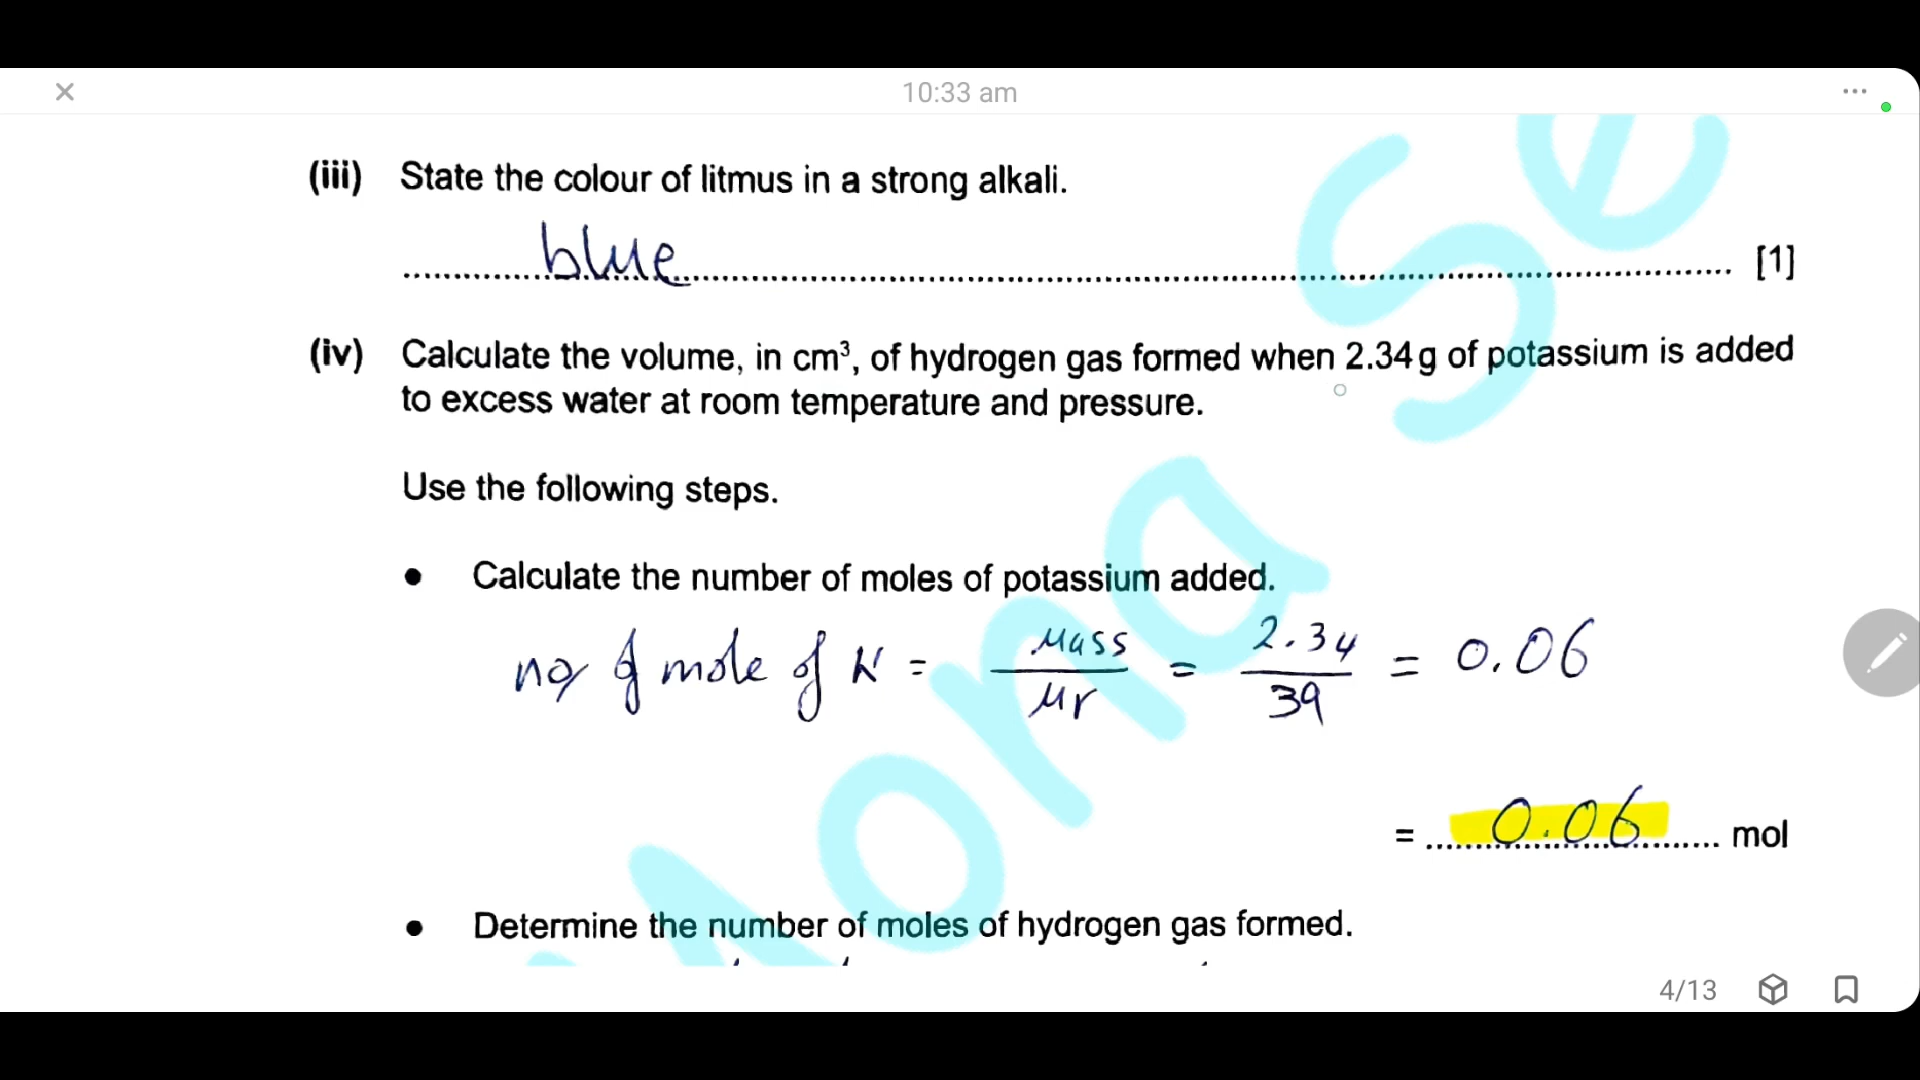 10:33 am
(iii) State the colour of litmus in a strong alkali.
blue [1]
(iv) Calculate the volume, in cm³, of hydrogen gas formed when 2.34 g of potassium is added
to excess water at room temperature and pressure.
Use the following steps.
• Calculate the number of moles of potassium added.
no/ of mole of K = Mass / Mr = 2.34 / 39 = 0.06
= 0.06 mol
• Determine the number of moles of hydrogen gas formed.
Mona Se
4/13